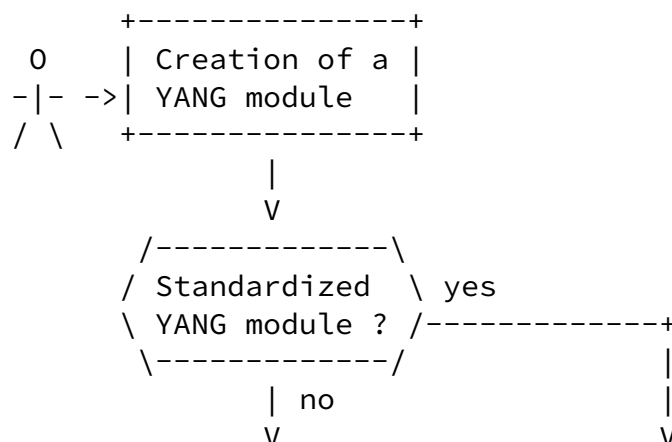 Creation of a
YANG module
Standardized
yes
YANG module ?
no